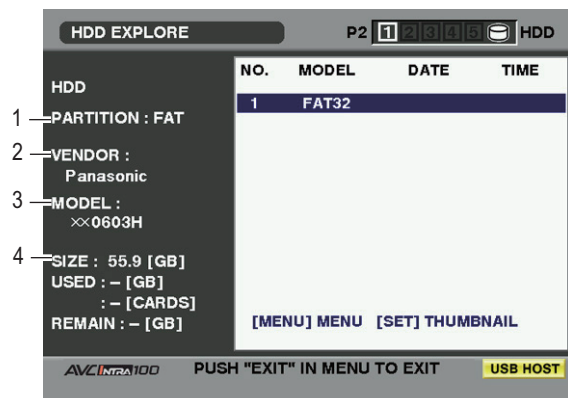 HDD EXPLORE
P2 1 2 3 4 5 HDD
NO. MODEL DATE TIME
1 FAT32
HDD
1 PARTITION : FAT
2 VENDOR :
Panasonic
3 MODEL :
××0603H
4 SIZE : 55.9 [GB]
USED : – [GB]
: – [CARDS]
REMAIN : – [GB]
[MENU] MENU [SET] THUMBNAIL
AVC INTRA 100 PUSH "EXIT" IN MENU TO EXIT USB HOST